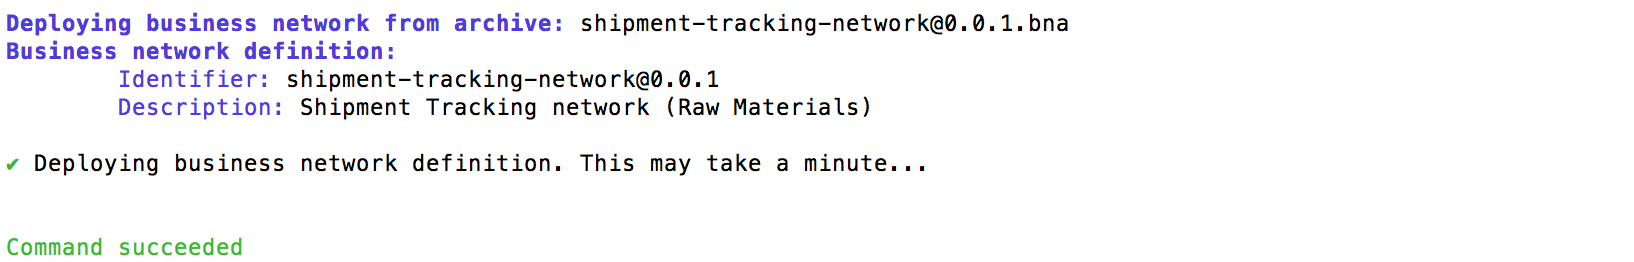 Deploying business network from archive: shipment-tracking-network@0.0.1.bna
Business network definition:
Identifier: shipment-tracking-network@0.0.1
Description: Shipment Tracking network (Raw Materials)
✔ Deploying business network definition. This may take a minute...
Command succeeded